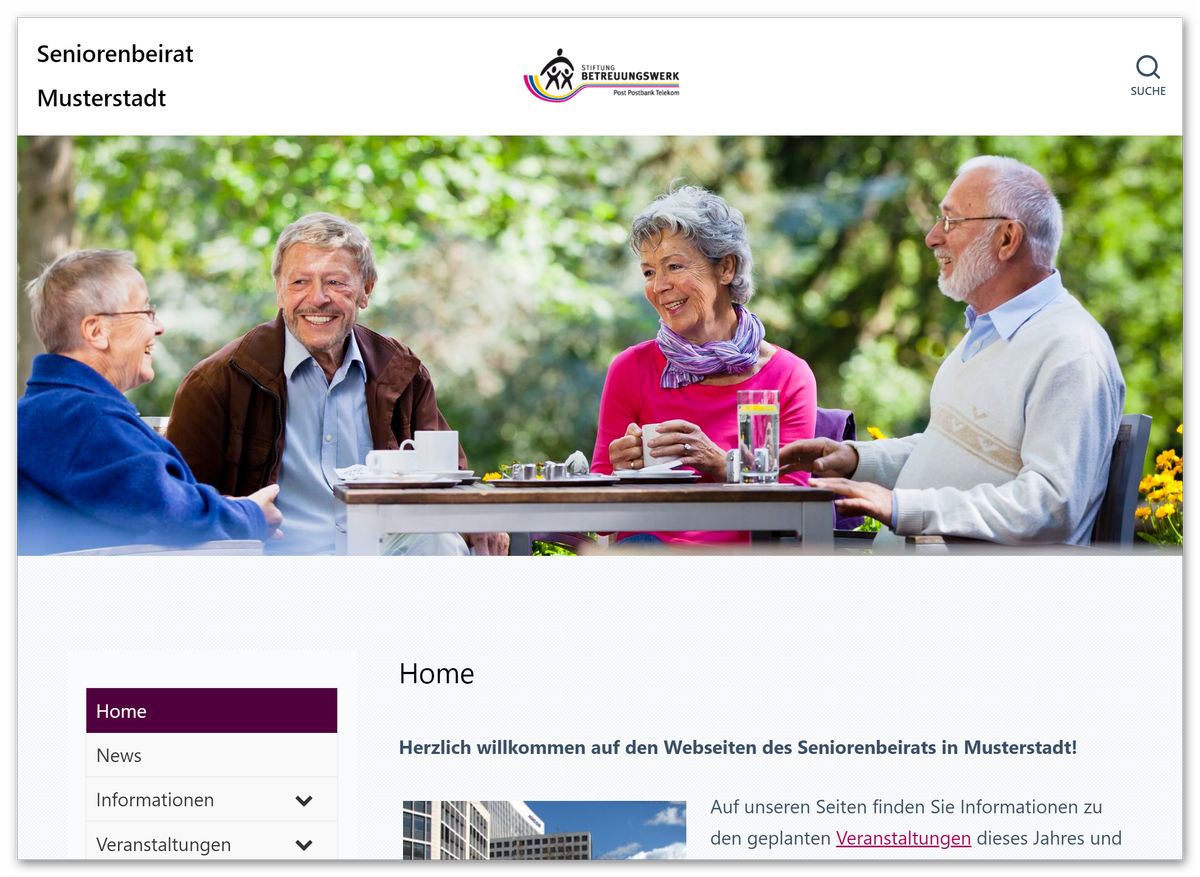 Seniorenbeirat
Musterstadt
STIFTUNG
BETREUUNGSWERK
Post Postbank Telekom
SUCHE
Home
News
Informationen
Veranstaltungen
Home
Herzlich willkommen auf den Webseiten des Seniorenbeirats in Musterstadt!
Auf unseren Seiten finden Sie Informationen zu
den geplanten Veranstaltungen dieses Jahres und